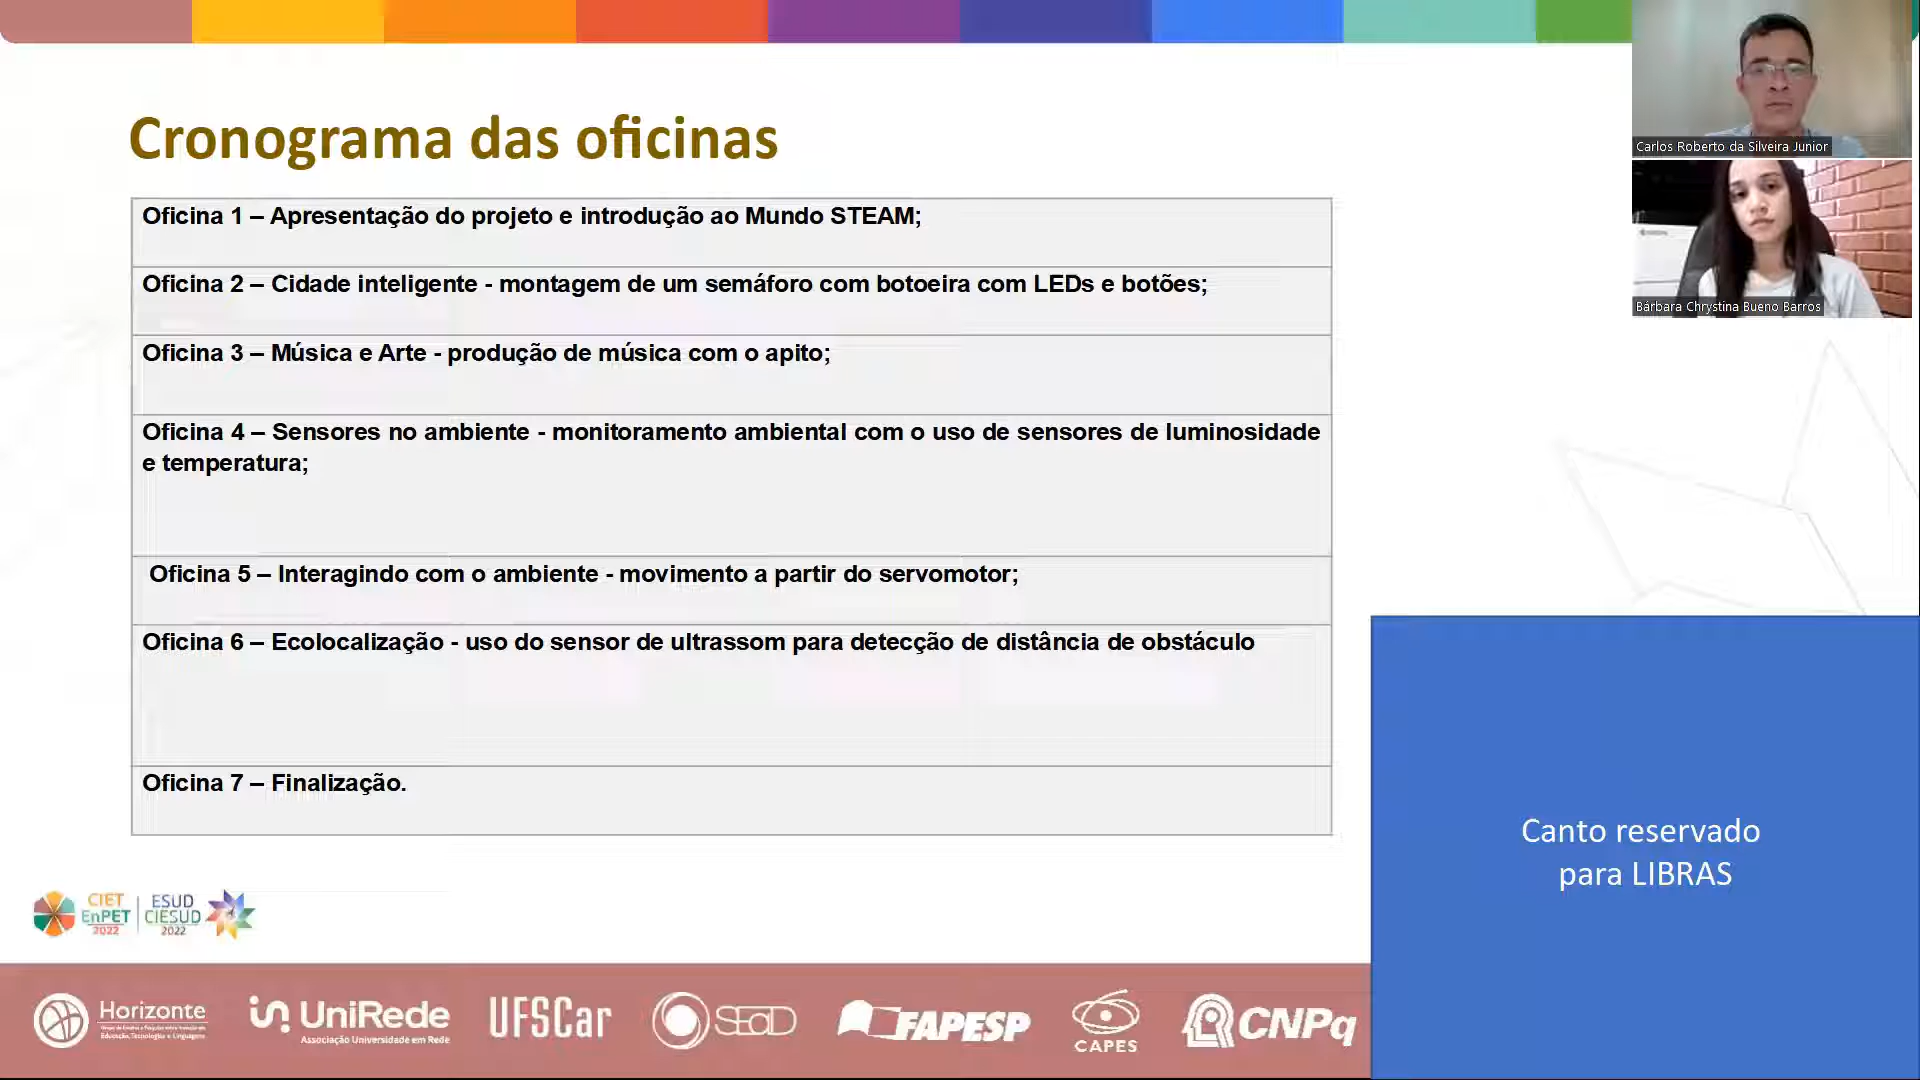 Cronograma das oficinas
Carlos Roberto da Silveira Junior
Bárbara Chrystina Bueno Barros
Oficina 1 – Apresentação do projeto e introdução ao Mundo STEAM;
Oficina 2 – Cidade inteligente - montagem de um semáforo com botoeira com LEDs e botões;
Oficina 3 – Música e Arte - produção de música com o apito;
Oficina 4 – Sensores no ambiente - monitoramento ambiental com o uso de sensores de luminosidade
e temperatura;
Oficina 5 – Interagindo com o ambiente - movimento a partir do servomotor;
Oficina 6 – Ecolocalização - uso do sensor de ultrassom para detecção de distância de obstáculo
Oficina 7 – Finalização.
Canto reservado
para LIBRAS
CIET
EnPET
2022
ESUD
CIESUD
2022
Horizonte
UniRede
Associação Universidade em Rede
UFSCar
SEaD
FAPESP
CAPES
CNPq